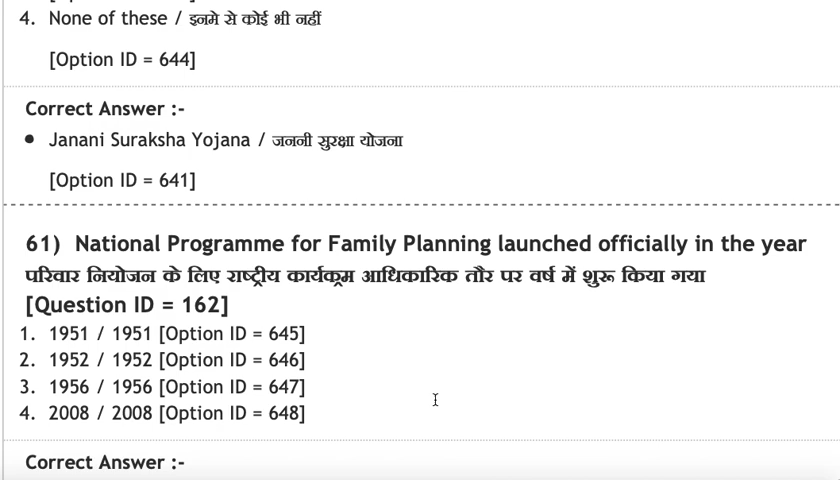 4. None of these / इनमे से कोई भी नहीं
[Option ID = 644]
Correct Answer :-
● Janani Suraksha Yojana / जननी सुरक्षा योजना
[Option ID = 641]
61) National Programme for Family Planning launched officially in the year
परिवार नियोजन के लिए राष्ट्रीय कार्यक्रम आधिकारिक तौर पर वर्ष में शुरू किया गया
[Question ID = 162]
1. 1951 / 1951 [Option ID = 645]
2. 1952 / 1952 [Option ID = 646]
3. 1956 / 1956 [Option ID = 647]
4. 2008 / 2008 [Option ID = 648]
Correct Answer :-